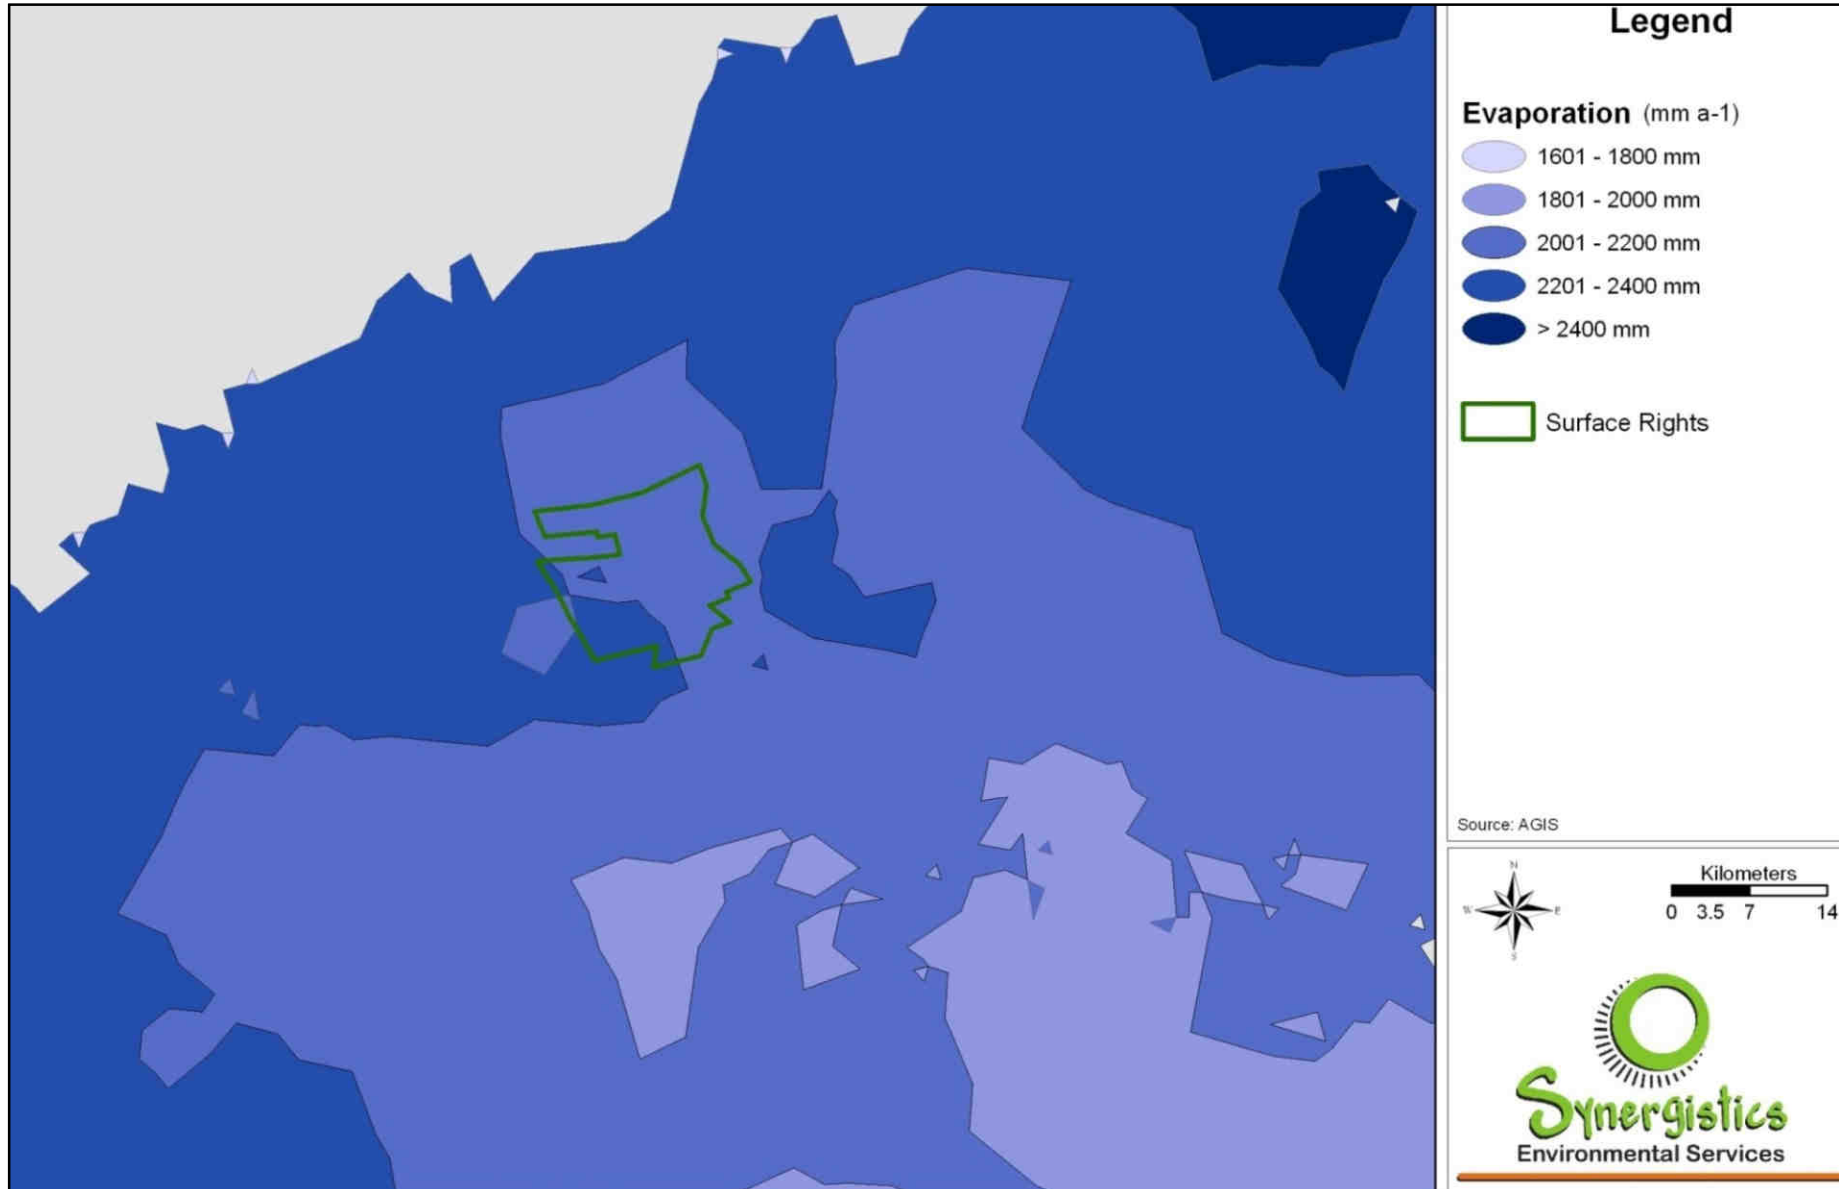 Legend
Evaporation (mm a-1)
1601 - 1800 mm
1801 - 2000 mm
2001 - 2200 mm
2201 - 2400 mm
> 2400 mm
Surface Rights
Source: AGIS
N
W E
S
Kilometers
0 3.5 7 14
Synergistics
Environmental Services